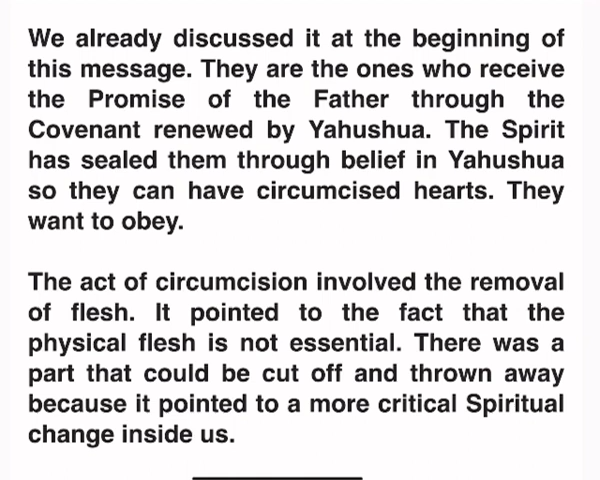 We already discussed it at the beginning of
this message. They are the ones who receive
the Promise of the Father through the
Covenant renewed by Yahushua. The Spirit
has sealed them through belief in Yahushua
so they can have circumcised hearts. They
want to obey.
The act of circumcision involved the removal
of flesh. It pointed to the fact that the
physical flesh is not essential. There was a
part that could be cut off and thrown away
because it pointed to a more critical Spiritual
change inside us.